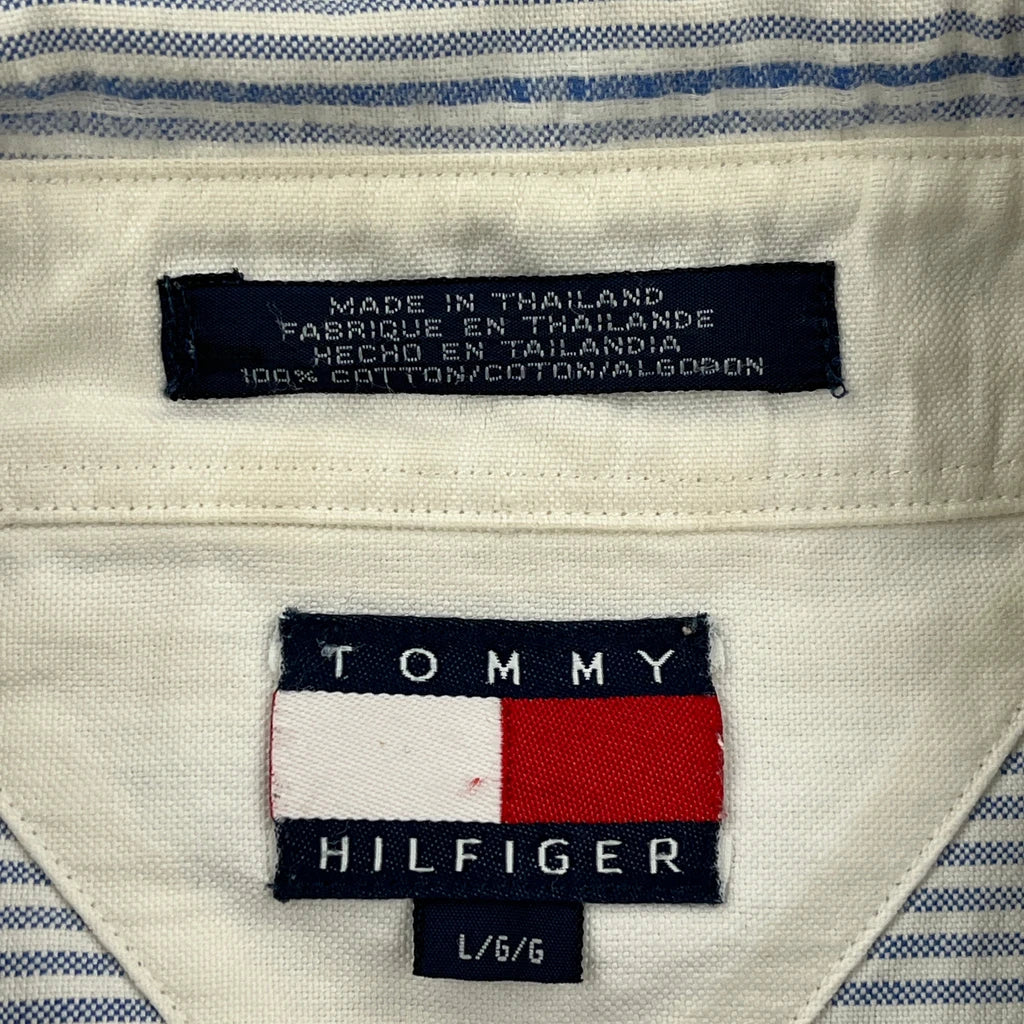 MADE IN THAILAND
FABRIQUE EN THAILANDE
HECHO EN TAILANDIA
100% COTTON/COTON/ALGODON
TOMMY
HILFIGER
L/G/G